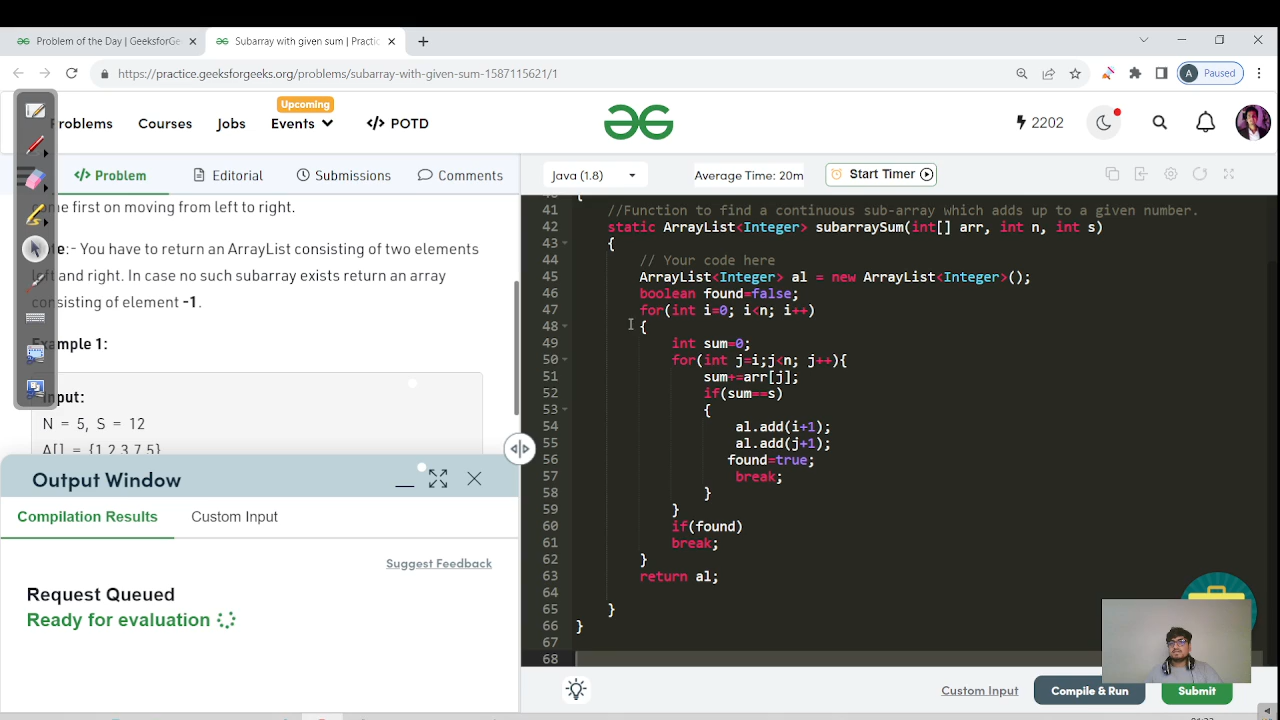 Problem of the Day | GeeksforGe
Subarray with given sum | Practic
https://practice.geeksforgeeks.org/problems/subarray-with-given-sum-1587115621/1
A Paused
Upcoming
roblems Courses Jobs Events </> POTD
2202
</> Problem Editorial Submissions Comments
Java (1.8) Average Time: 20m Start Timer
me first on moving from left to right.
te:- You have to return an ArrayList consisting of two elements
left and right. In case no such subarray exists return an array
consisting of element -1.
Example 1:
Input:
N = 5, S = 12
A[] = {1,2,3,7,5}
Output Window
Compilation Results Custom Input
Suggest Feedback
Request Queued
Ready for evaluation
40 {
41 //Function to find a continuous sub-array which adds up to a given number.
42 static ArrayList<Integer> subarraySum(int[] arr, int n, int s)
43 {
44 // Your code here
45 ArrayList<Integer> al = new ArrayList<Integer>();
46 boolean found=false;
47 for(int i=0; i<n; i++)
48 {
49 int sum=0;
50 for(int j=i;j<n; j++){
51 sum+=arr[j];
52 if(sum==s)
53 {
54 al.add(i+1);
55 al.add(j+1);
56 found=true;
57 break;
58 }
59 }
60 if(found)
61 break;
62 }
63 return al;
64
65 }
66 }
67
68
Custom Input Compile & Run Submit